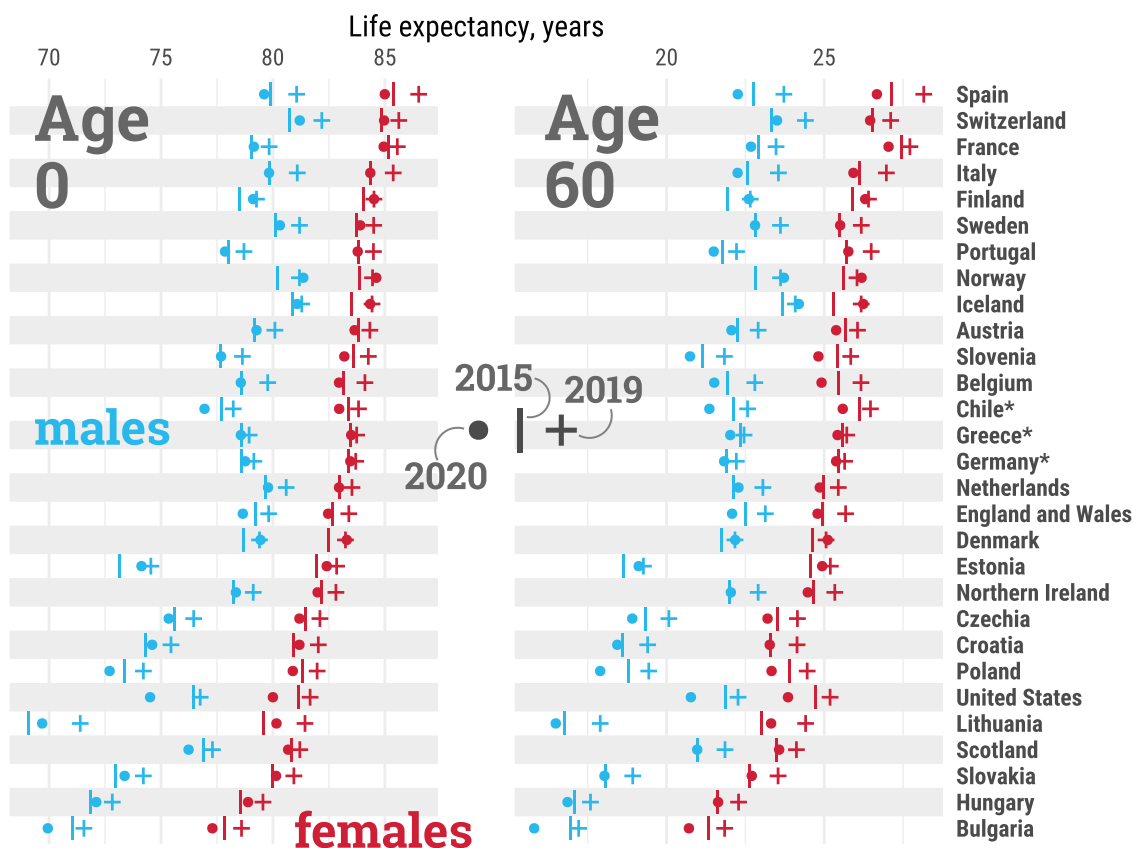 Life expectancy, years
70 75 80 85 20 25
Age
0
Age
60
males
females
2015
2019
2020
Spain
Switzerland
France
Italy
Finland
Sweden
Portugal
Norway
Iceland
Austria
Slovenia
Belgium
Chile*
Greece*
Germany*
Netherlands
England and Wales
Denmark
Estonia
Northern Ireland
Czechia
Croatia
Poland
United States
Lithuania
Scotland
Slovakia
Hungary
Bulgaria